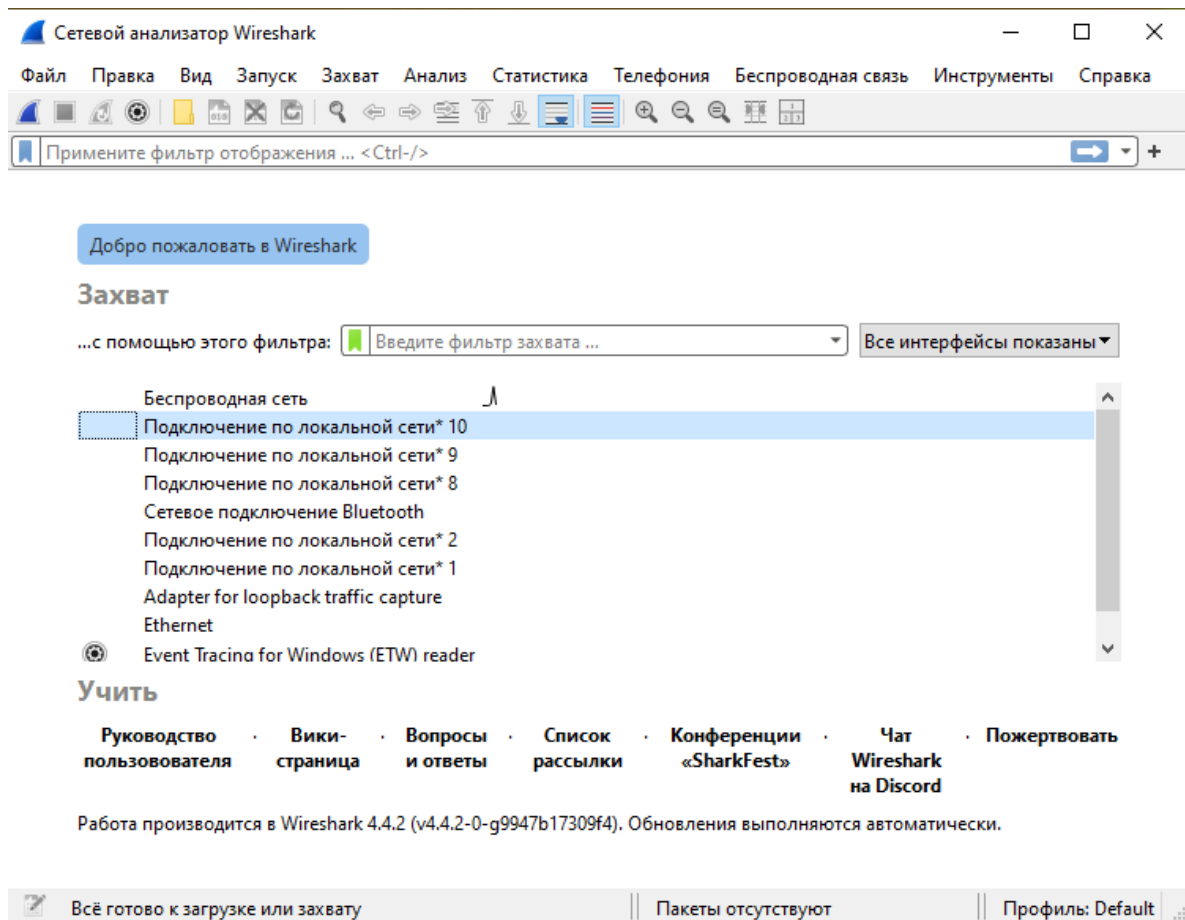 Сетевой анализатор Wireshark
Файл Правка Вид Запуск Захват Анализ Статистика Телефония Беспроводная связь Инструменты Справка
Примените фильтр отображения ... <Ctrl-/>
Добро пожаловать в Wireshark
Захват
...с помощью этого фильтра: Введите фильтр захвата ... Все интерфейсы показаны
Беспроводная сеть
Подключение по локальной сети* 10
Подключение по локальной сети* 9
Подключение по локальной сети* 8
Сетевое подключение Bluetooth
Подключение по локальной сети* 2
Подключение по локальной сети* 1
Adapter for loopback traffic capture
Ethernet
Event Tracing for Windows (ETW) reader
Учить
Руководство · Вики- · Вопросы · Список · Конференции · Чат · Пожертвовать
пользовователя страница и ответы рассылки «SharkFest» Wireshark
на Discord
Работа производится в Wireshark 4.4.2 (v4.4.2-0-g9947b17309f4). Обновления выполняются автоматически.
Всё готово к загрузке или захвату Пакеты отсутствуют Профиль: Default